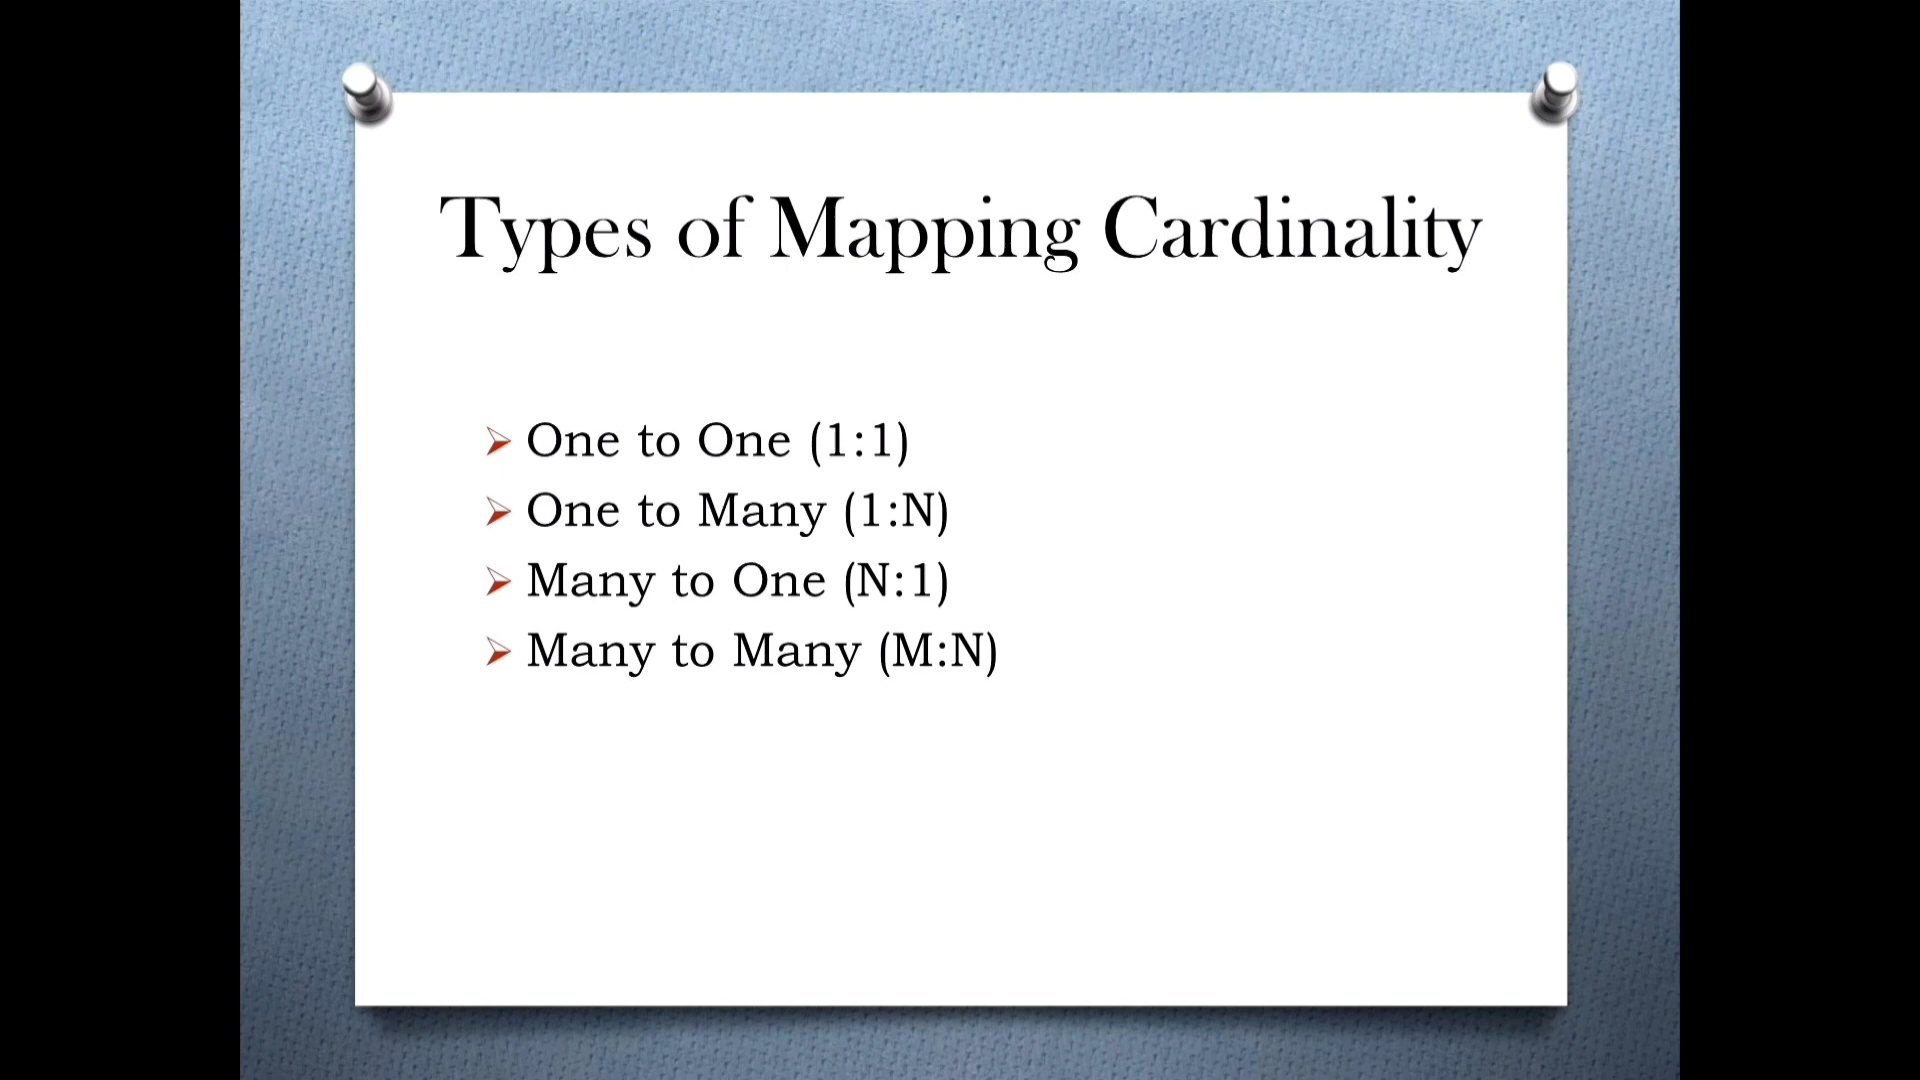 Types of Mapping Cardinality
One to One (1:1)
One to Many (1:N)
Many to One (N:1)
Many to Many (M:N)